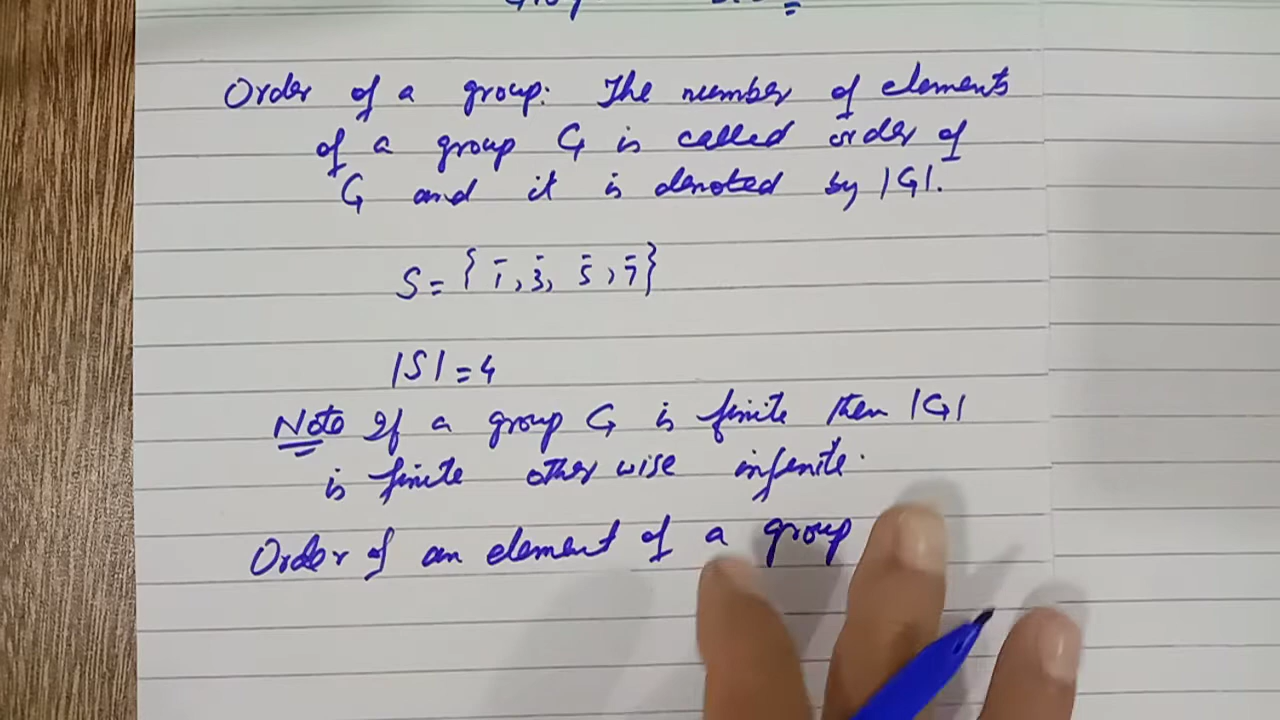 Order of a group: The number of elements
of a group G is called order of
G and it is denoted by |G|.
S = { 1̄, 3̄, 5̄, 7̄ }
|S| = 4
Note If a group G is finite then |G|
is finite otherwise infinite.
Order of an element of a group